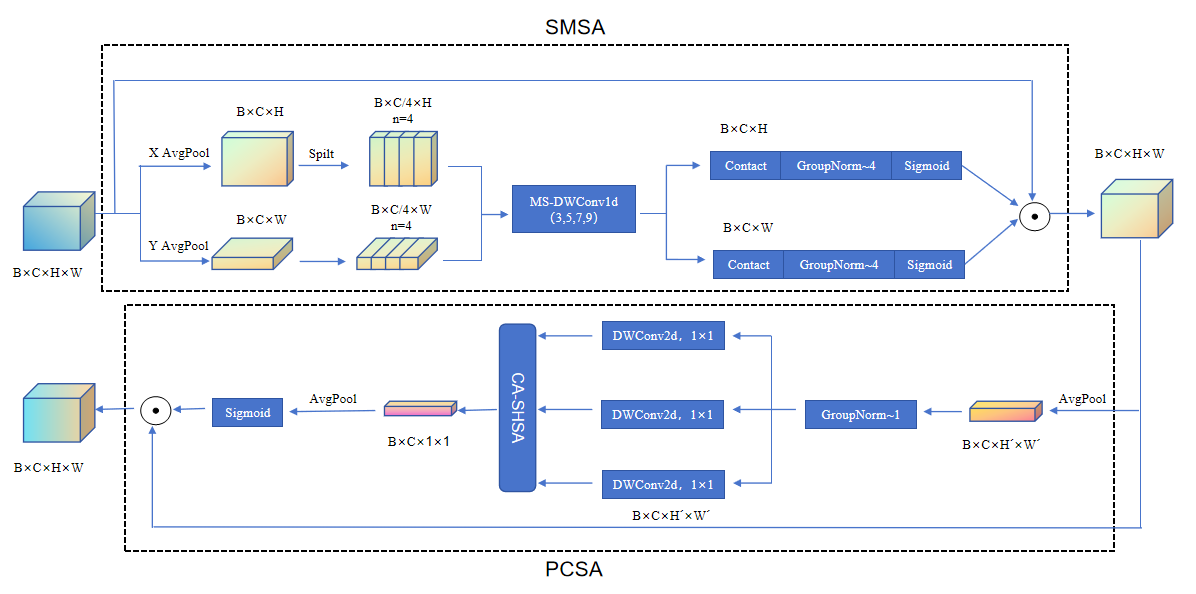 SMSA
B×C×H×W
X AvgPool
B×C×H
Spilt
B×C/4×H
n=4
Y AvgPool
B×C×W
B×C/4×W
n=4
MS-DWConv1d
(3,5,7,9)
B×C×H
Contact GroupNorm~4 Sigmoid
B×C×W
Contact GroupNorm~4 Sigmoid
B×C×H×W
AvgPool
B×C×H´×W´
GroupNorm~1
DWConv2d, 1×1
DWConv2d, 1×1
DWConv2d, 1×1
B×C×H´×W´
CA-SHSA
B×C×1×1
AvgPool
Sigmoid
B×C×H×W
PCSA